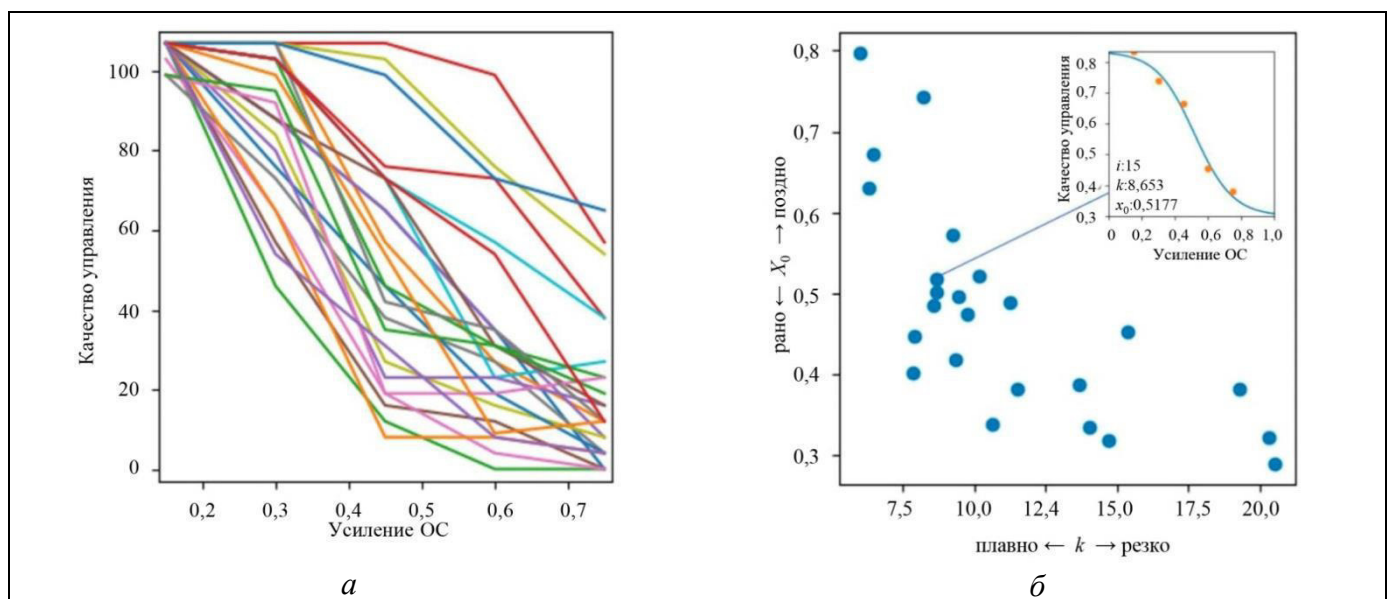 100
80
60
40
20
0
Качество управления
0,2 0,3 0,4 0,5 0,6 0,7
Усиление ОС
а
0,8
0,7
0,6
0,5
0,4
0,3
рано ← X₀ → поздно
7,5 10,0 12,4 15,0 17,5 20,0
плавно ← k → резко
0,8
0,7
0,6
0,5
0,4
0,3
Качество управления
i:15
k:8,653
x₀:0,5177
0 0,2 0,4 0,6 0,8 1,0
Усиление ОС
б